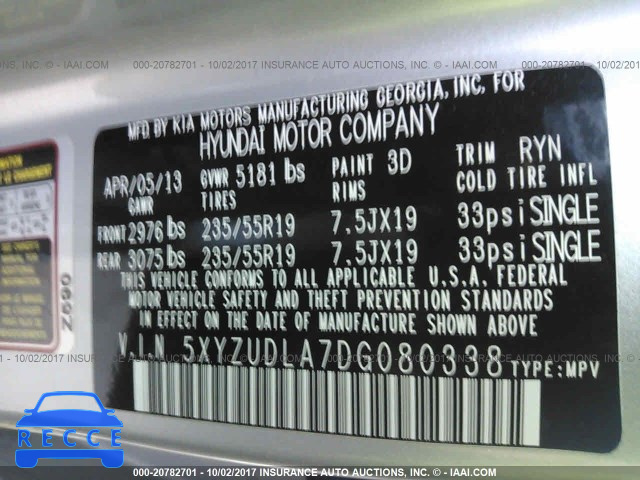 000-20782701 - 10/02/2017 INSURANCE AUTO AUCTIONS, INC. - © IAAI.COM
MFD BY KIA MOTORS MANUFACTURING GEORGIA, INC. FOR
HYUNDAI MOTOR COMPANY
APR/05/13 GVWR 5181 lbs PAINT 3D TRIM RYN
GAWR TIRES RIMS COLD TIRE INFL
FRONT 2976 lbs 235/55R19 7,5JX19 33psi SINGLE
REAR 3075 lbs 235/55R19 7,5JX19 33psi SINGLE
THIS VEHICLE CONFORMS TO ALL APPLICABLE U.S.A. FEDERAL
MOTOR VEHICLE SAFETY AND THEFT PREVENTION STANDARDS
IN EFFECT ON THE DATE OF MANUFACTURE SHOWN ABOVE
V.I.N 5XYZUDLA7DG080338 TYPE:MPV
RECCE
000-20782701 - 10/02/2017 INSURANCE AUTO AUCTIONS, INC. - © IAAI.COM